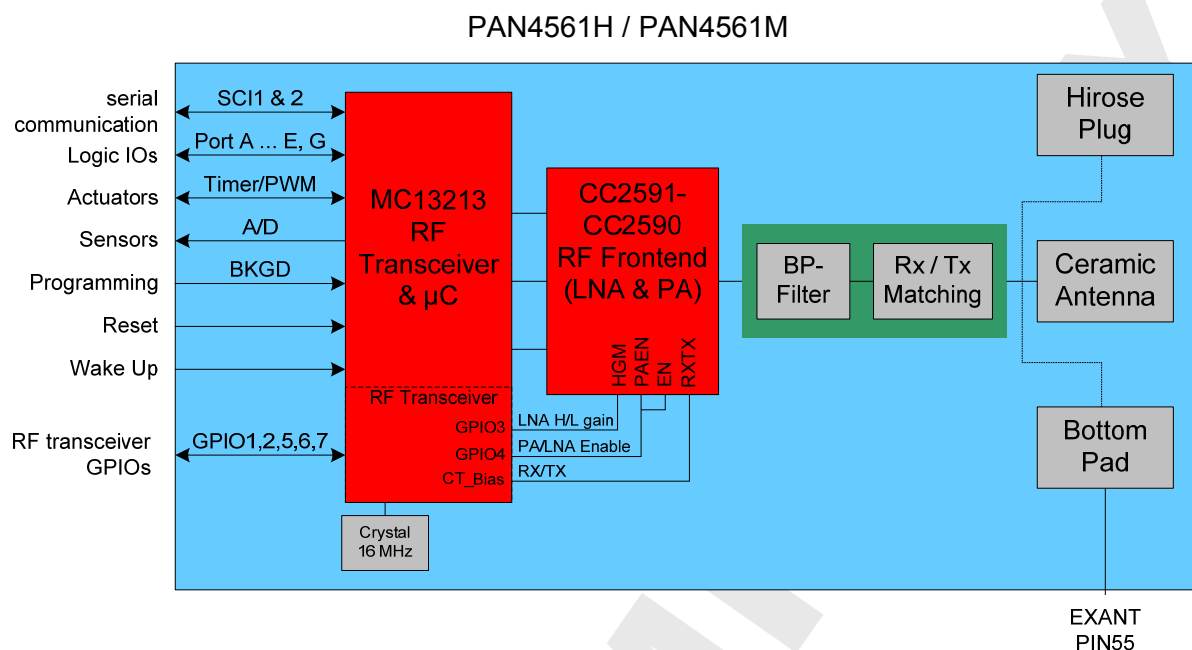 PAN4561H / PAN4561M
serial
communication
SCI1 & 2
Logic IOs
Port A ... E, G
Actuators
Timer/PWM
Sensors
A/D
Programming
BKGD
Reset
Wake Up
RF transceiver
GPIOs
GPIO1,2,5,6,7
MC13213
RF
Transceiver
& µC
RF Transceiver
GPIO3
GPIO4
CT_Bias
Crystal
16 MHz
LNA H/L gain
PA/LNA Enable
RX/TX
CC2591-
CC2590
RF Frontend
(LNA & PA)
HGM
PAEN
EN
RXTX
BP-
Filter
Rx / Tx
Matching
Hirose
Plug
Ceramic
Antenna
Bottom
Pad
EXANT
PIN55